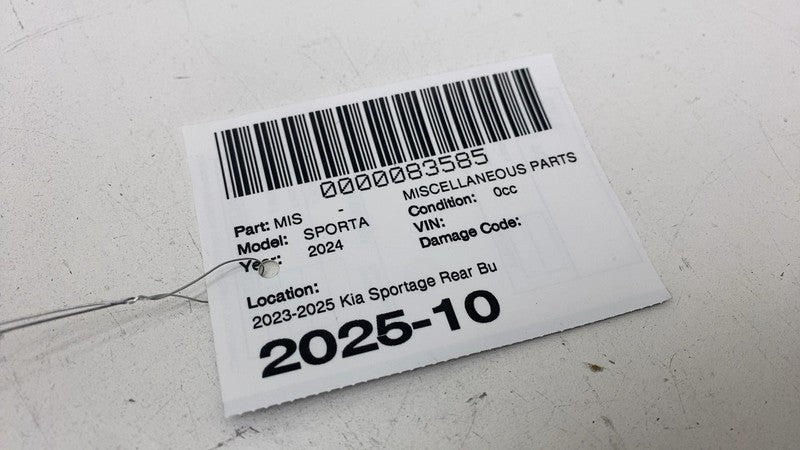 0000083585
Part: MIS - MISCELLANEOUS PARTS
Model: SPORTA Condition: 0cc
Year: 2024 VIN:
Damage Code:
Location:
2023-2025 Kia Sportage Rear Bu
2025-10